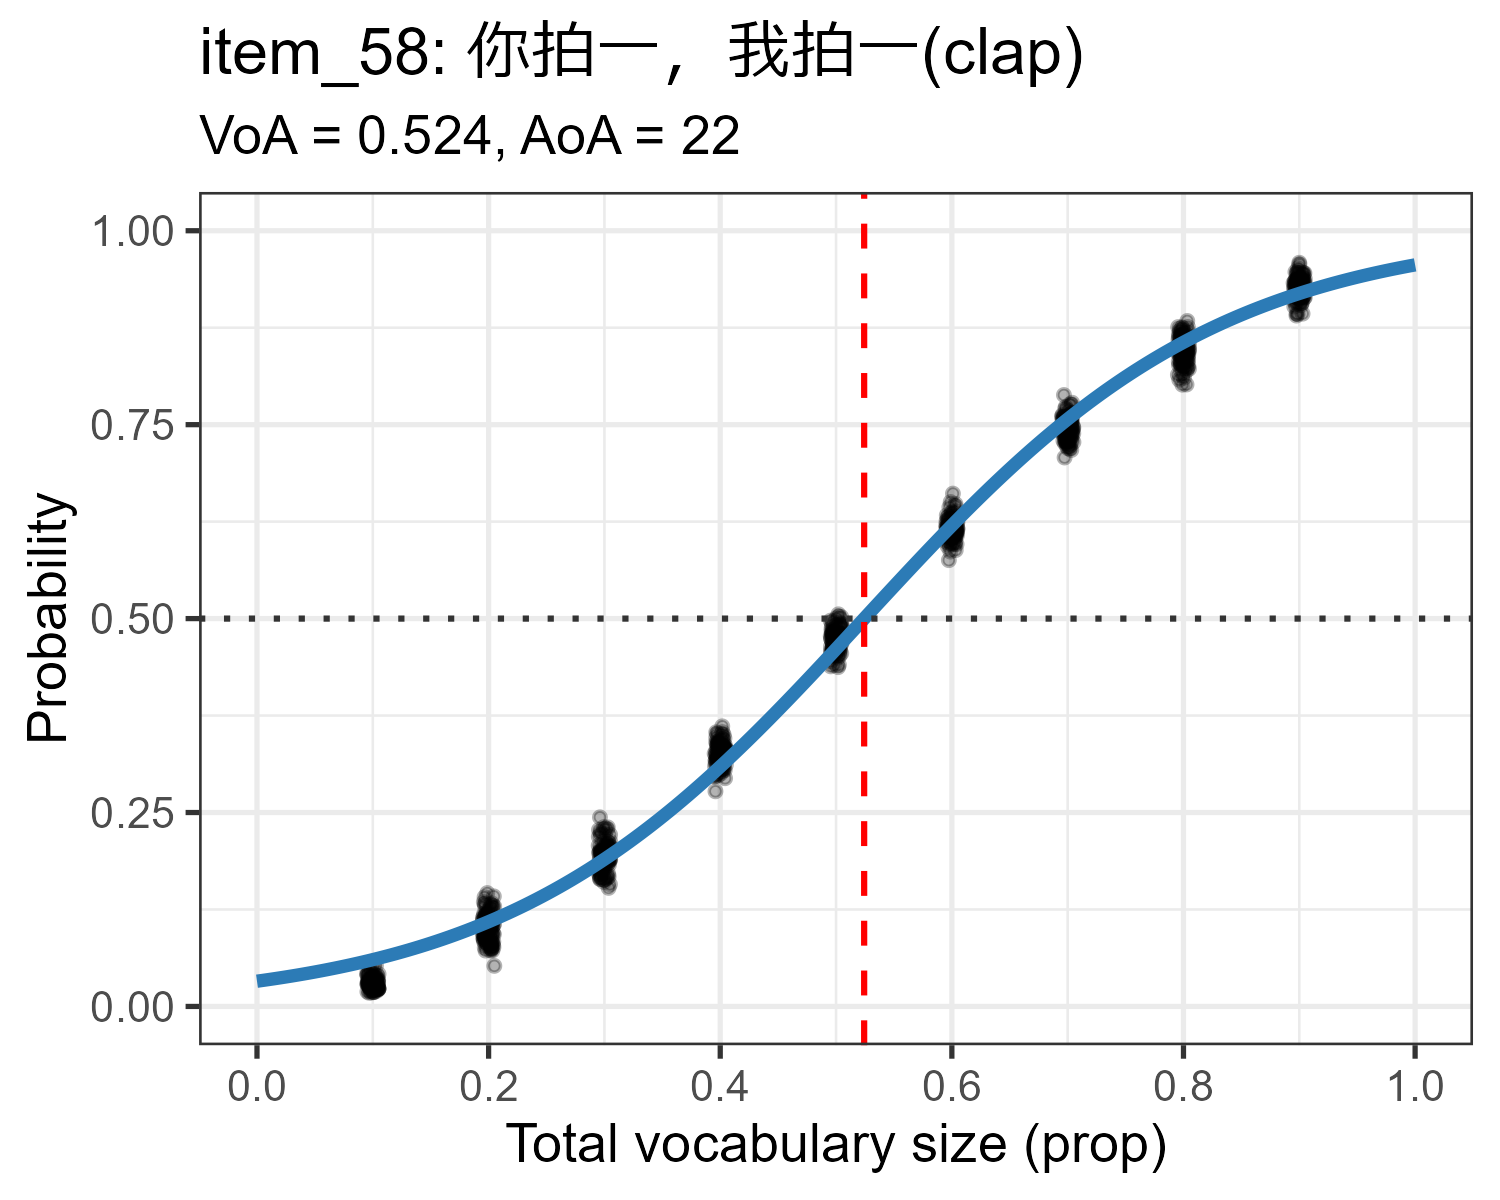 item_58: 你拍一，我拍一(clap)
VoA = 0.524, AoA = 22
1.00
0.75
0.50
0.25
0.00
Probability
0.0 0.2 0.4 0.6 0.8 1.0
Total vocabulary size (prop)